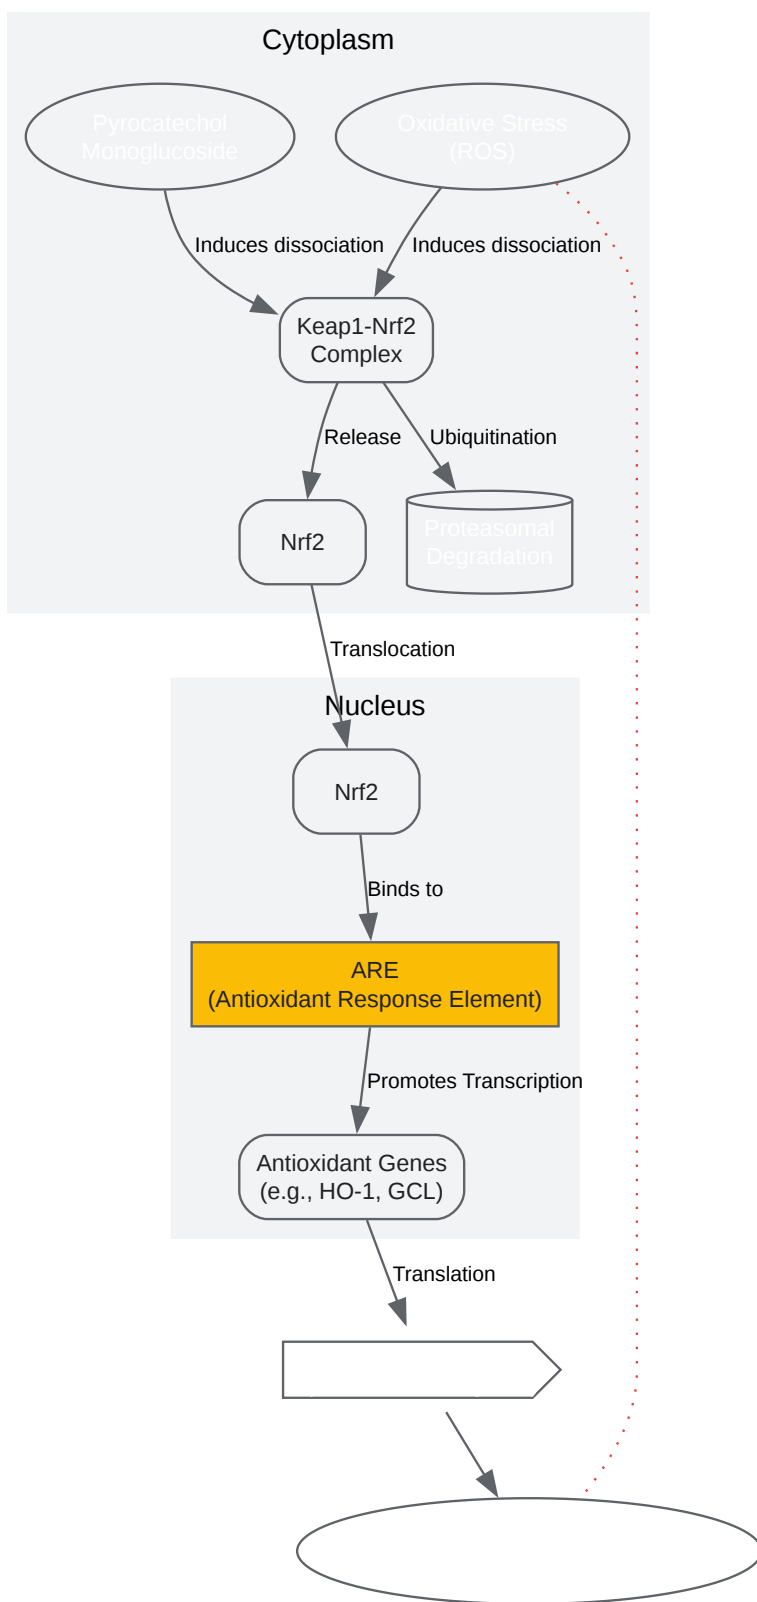 Cytoplasm
Pyrocatechol
Monoglucoside
Oxidative Stress
(ROS)
Induces dissociation
Induces dissociation
Keap1-Nrf2
Complex
Release
Ubiquitination
Nrf2
Proteasomal
Degradation
Translocation
Nucleus
Nrf2
Binds to
ARE
(Antioxidant Response Element)
Promotes Transcription
Antioxidant Genes
(e.g., HO-1, GCL)
Translation